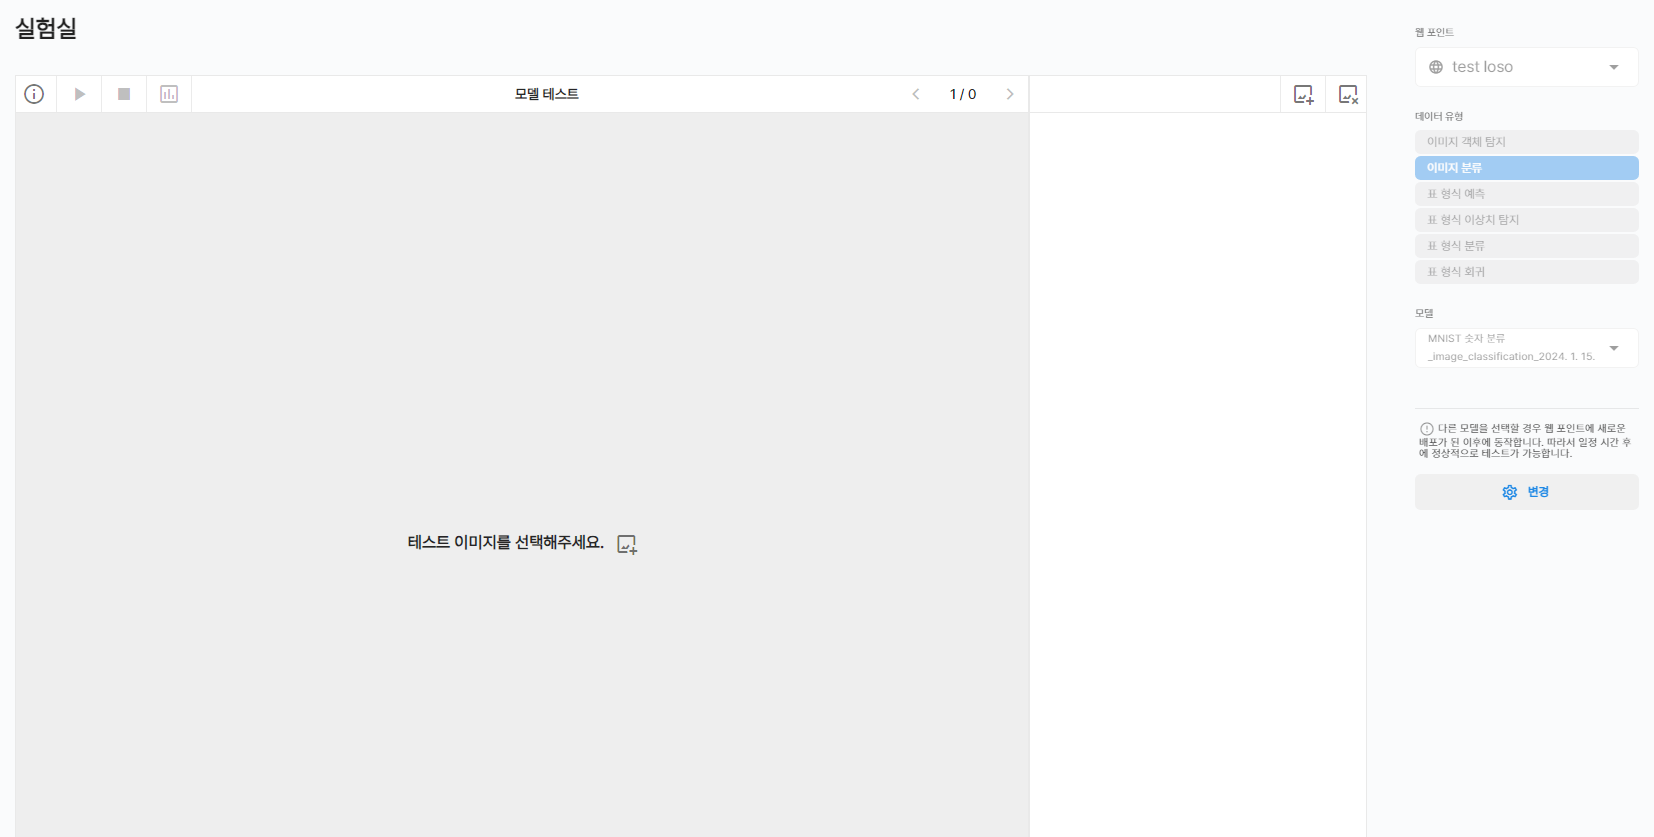 실험실
모델 테스트
1 / 0
테스트 이미지를 선택해주세요.
웹 포인트
test loso
데이터 유형
이미지 객체 탐지
이미지 분류
표 형식 예측
표 형식 이상치 탐지
표 형식 분류
표 형식 회귀
모델
MNIST 숫자 분류
_image_classification_2024. 1. 15.
다른 모델을 선택할 경우 웹 포인트에 새로운
배포가 된 이후에 동작합니다. 따라서 일정 시간 후
에 정상적으로 테스트가 가능합니다.
변경